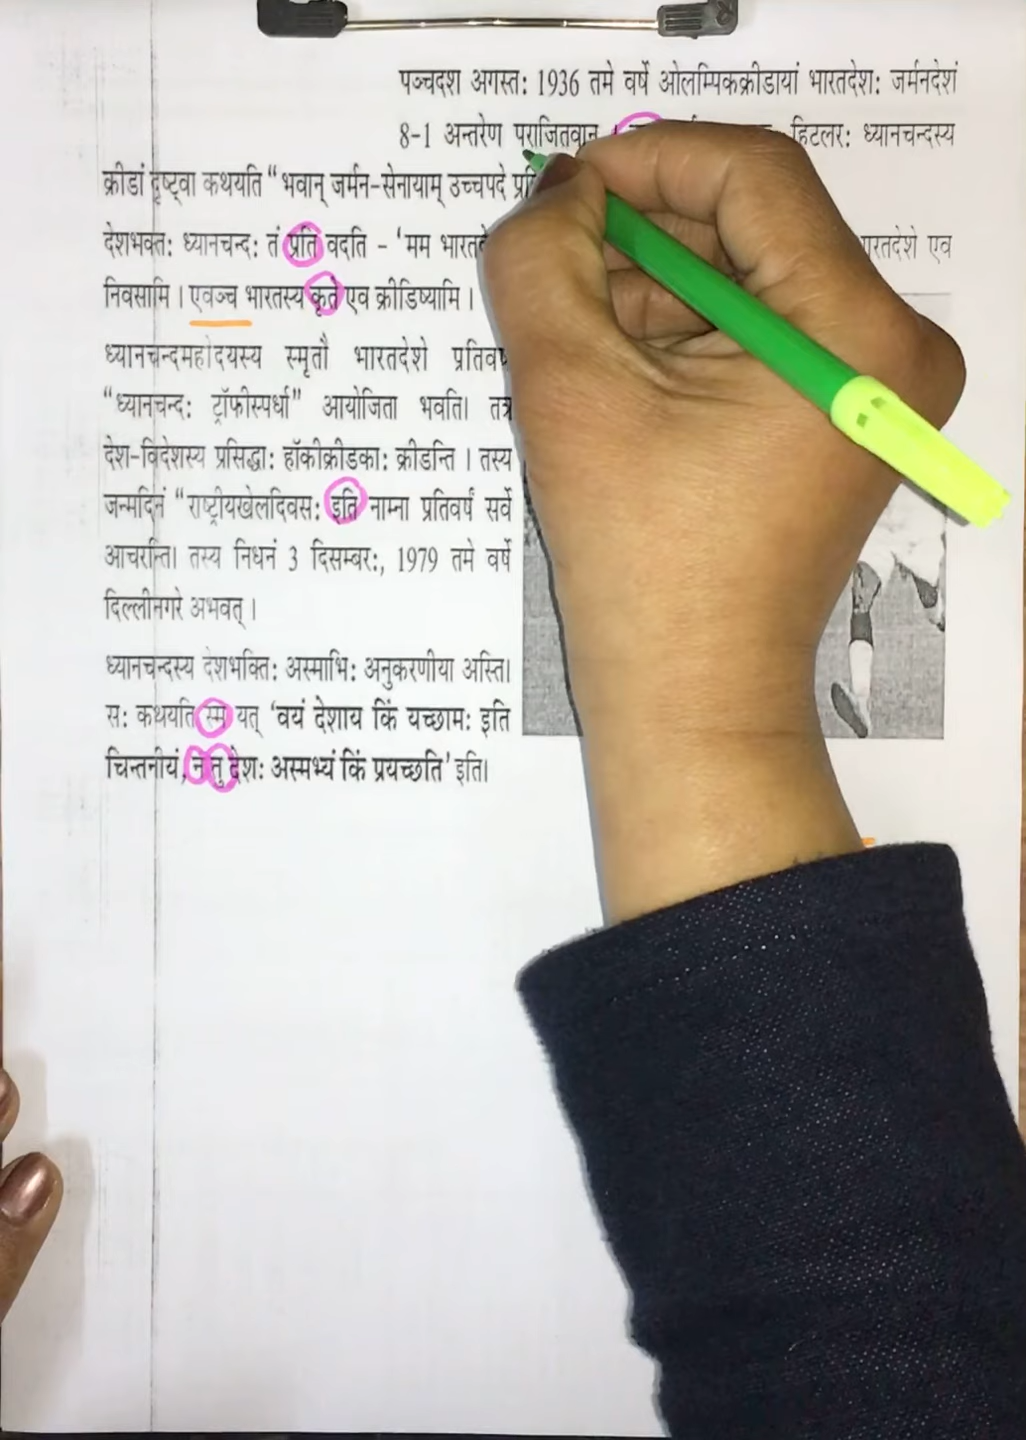 पञ्चदश अगस्त: 1936 तमे वर्षे ओलम्पिकक्रीडायां भारतदेश: जर्मनदेशं
8-1 अन्तरेण पराजितवान् । हिटलर: ध्यानचन्दस्य
क्रीडां दृष्ट्वा कथयति “भवान् जर्मन-सेनायाम् उच्चपदे
देशभक्त: ध्यानचन्द: तं प्रति वदति - ‘मम एव
निवसामि । एवञ्च भारतस्य कृते एव क्रीडिष्यामि ।
ध्यानचन्दमहोदयस्य स्मृतौ भारतदेशे
“ध्यानचन्द: ट्रॉफीस्पर्धा” आयोजिता भवति। तत्र
देश-विदेशस्य प्रसिद्धा: हॉकीक्रीडका: क्रीडन्ति । तस्य
जन्मदिनं “राष्ट्रीयखेलदिवस: इति नाम्ना प्रतिवर्षं सर्वे
आचरन्ति। तस्य निधनं 3 दिसम्बर:, 1979 तमे वर्षे
दिल्लीनगरे अभवत् ।
ध्यानचन्दस्य देशभक्ति: अस्माभि: अनुकरणीया अस्ति।
स: कथयति स्म यत् ‘वयं देशाय किं यच्छाम: इति
चिन्तनीयं, न तु देश: अस्मभ्यं किं प्रयच्छति’ इति।